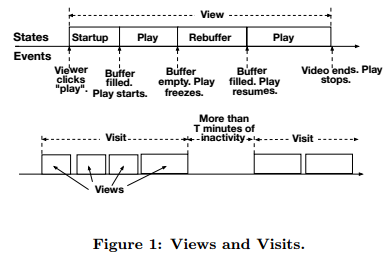 View
States Startup Play Rebuffer Play
Events
Viewer clicks "play".
Buffer filled. Play starts.
Buffer empty. Play freezes.
Buffer filled. Play resumes.
Video ends. Play stops.
More than T minutes of inactivity
Visit
Visit
Views
Figure 1: Views and Visits.